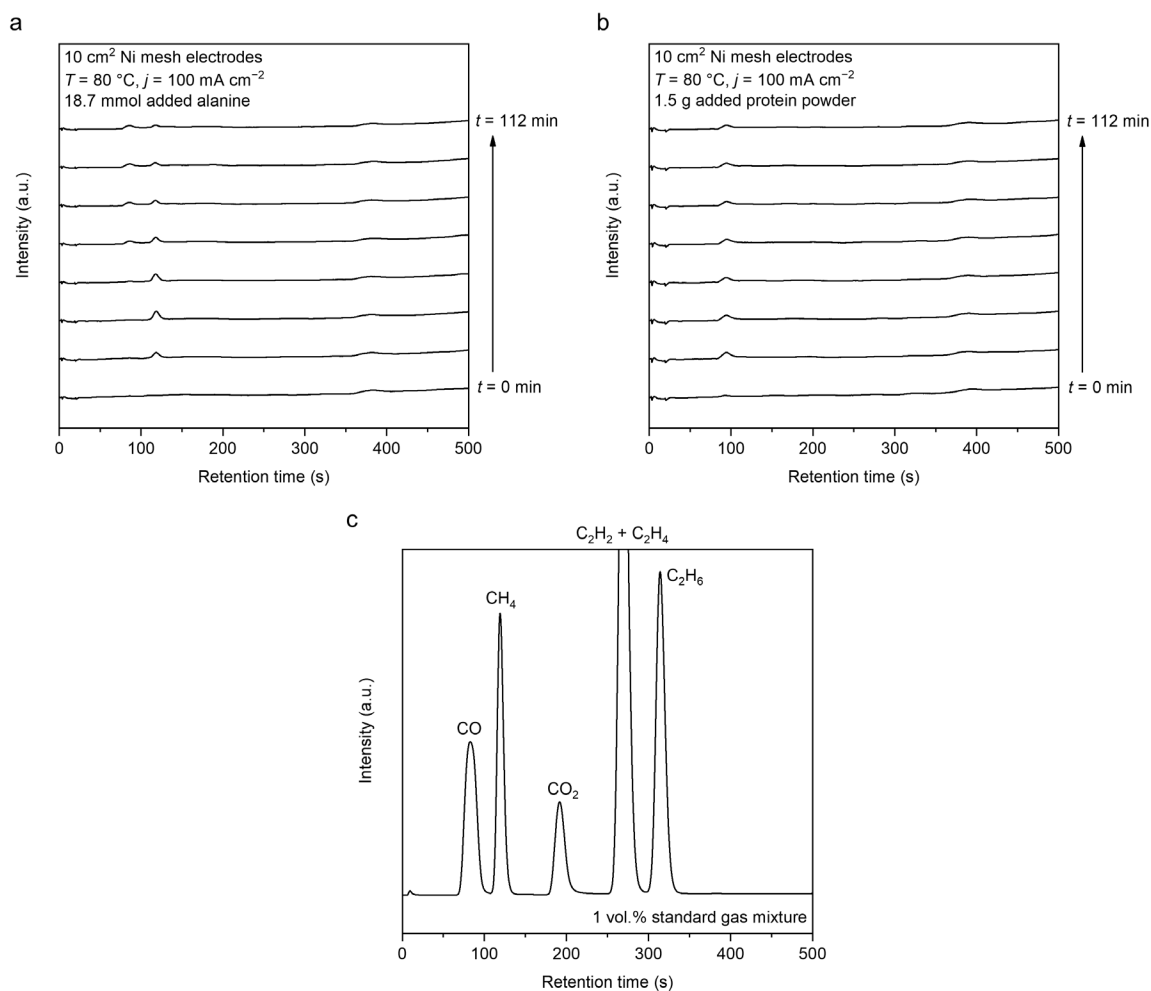 a
10 cm² Ni mesh electrodes
T = 80 °C, j = 100 mA cm⁻²
18.7 mmol added alanine
t = 112 min
t = 0 min
Intensity (a.u.)
0 100 200 300 400 500
Retention time (s)
b
10 cm² Ni mesh electrodes
T = 80 °C, j = 100 mA cm⁻²
1.5 g added protein powder
t = 112 min
t = 0 min
Intensity (a.u.)
0 100 200 300 400 500
Retention time (s)
c
C₂H₂ + C₂H₄
C₂H₆
CH₄
CO
CO₂
Intensity (a.u.)
1 vol.% standard gas mixture
0 100 200 300 400 500
Retention time (s)